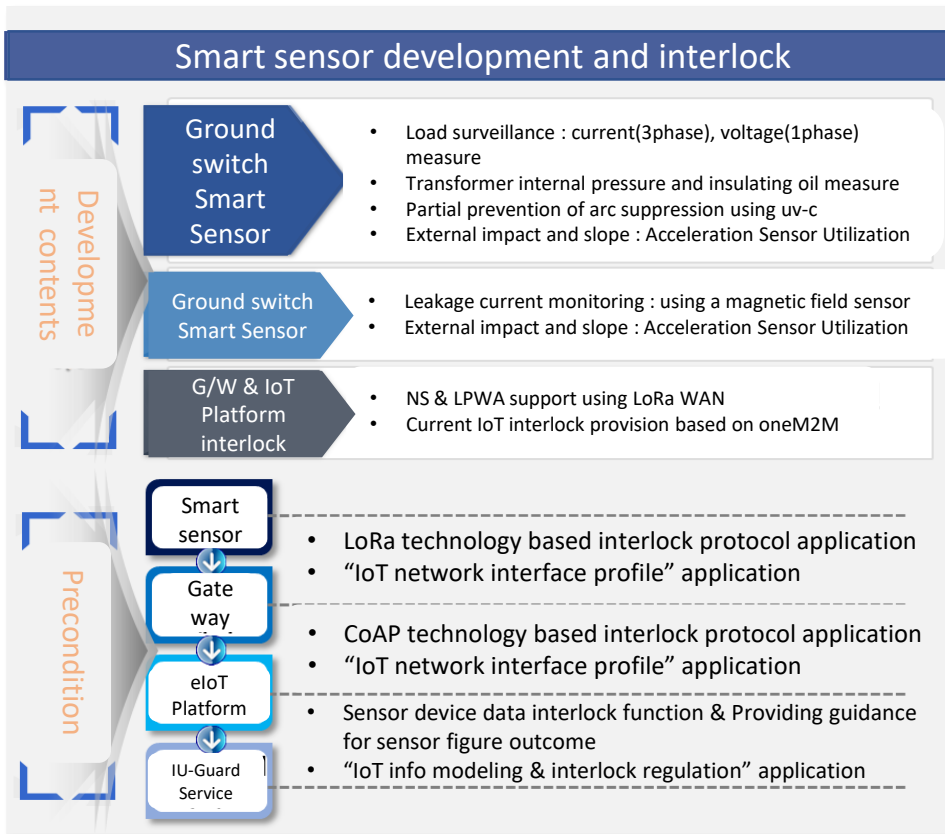 Smart sensor development and interlock
Developme
nt contents
Ground
switch
Smart
Sensor
• Load surveillance : current(3phase), voltage(1phase)
measure
• Transformer internal pressure and insulating oil measure
• Partial prevention of arc suppression using uv-c
• External impact and slope : Acceleration Sensor Utilization
Ground switch
Smart Sensor
• Leakage current monitoring : using a magnetic field sensor
• External impact and slope : Acceleration Sensor Utilization
G/W & IoT
Platform
interlock
• NS & LPWA support using LoRa WAN
• Current IoT interlock provision based on oneM2M
Precondition
Smart
sensor
• LoRa technology based interlock protocol application
• “IoT network interface profile” application
Gate
way
• CoAP technology based interlock protocol application
• “IoT network interface profile” application
eIoT
Platform
• Sensor device data interlock function & Providing guidance
for sensor figure outcome
• “IoT info modeling & interlock regulation” application
IU-Guard
Service